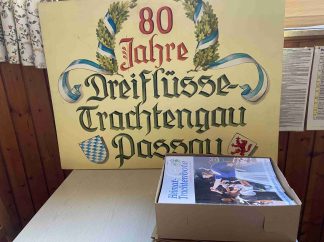 80
Jahre
Dreiflüsse-
Trachtengau
Passau
Heimat-